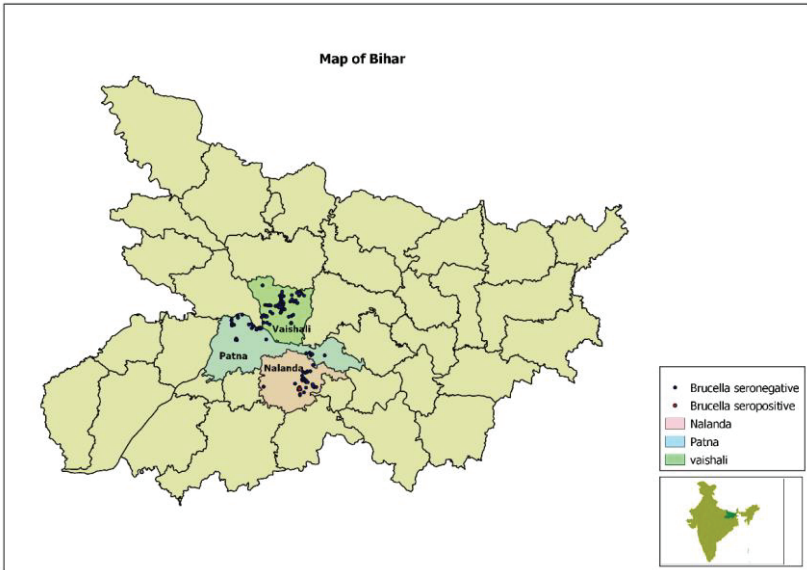 Map of Bihar
Vaishali
Patna
Nalanda
Brucella seronegative
Brucella seropositive
Nalanda
Patna
vaishali